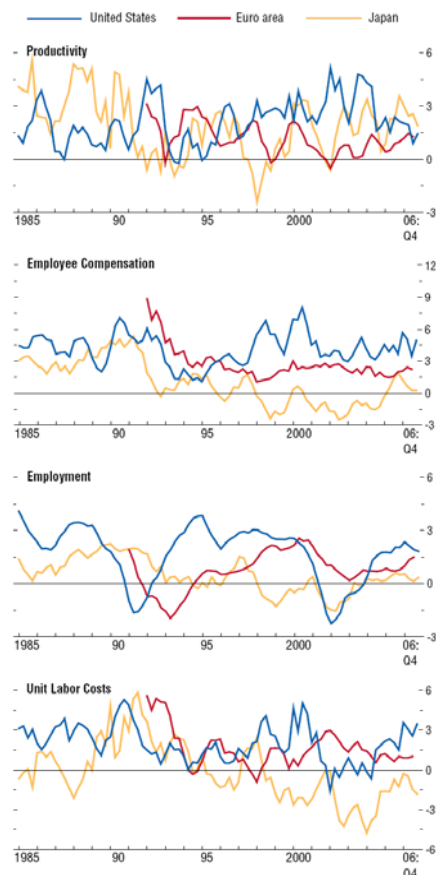 United States Euro area Japan
Productivity
6
3
0
-3
1985 90 95 2000 06:
Q4
Employee Compensation
12
9
6
3
0
-3
1985 90 95 2000 06:
Q4
Employment
6
3
0
-3
1985 90 95 2000 06:
Q4
Unit Labor Costs
6
3
0
-3
-6
1985 90 95 2000 06:
Q4